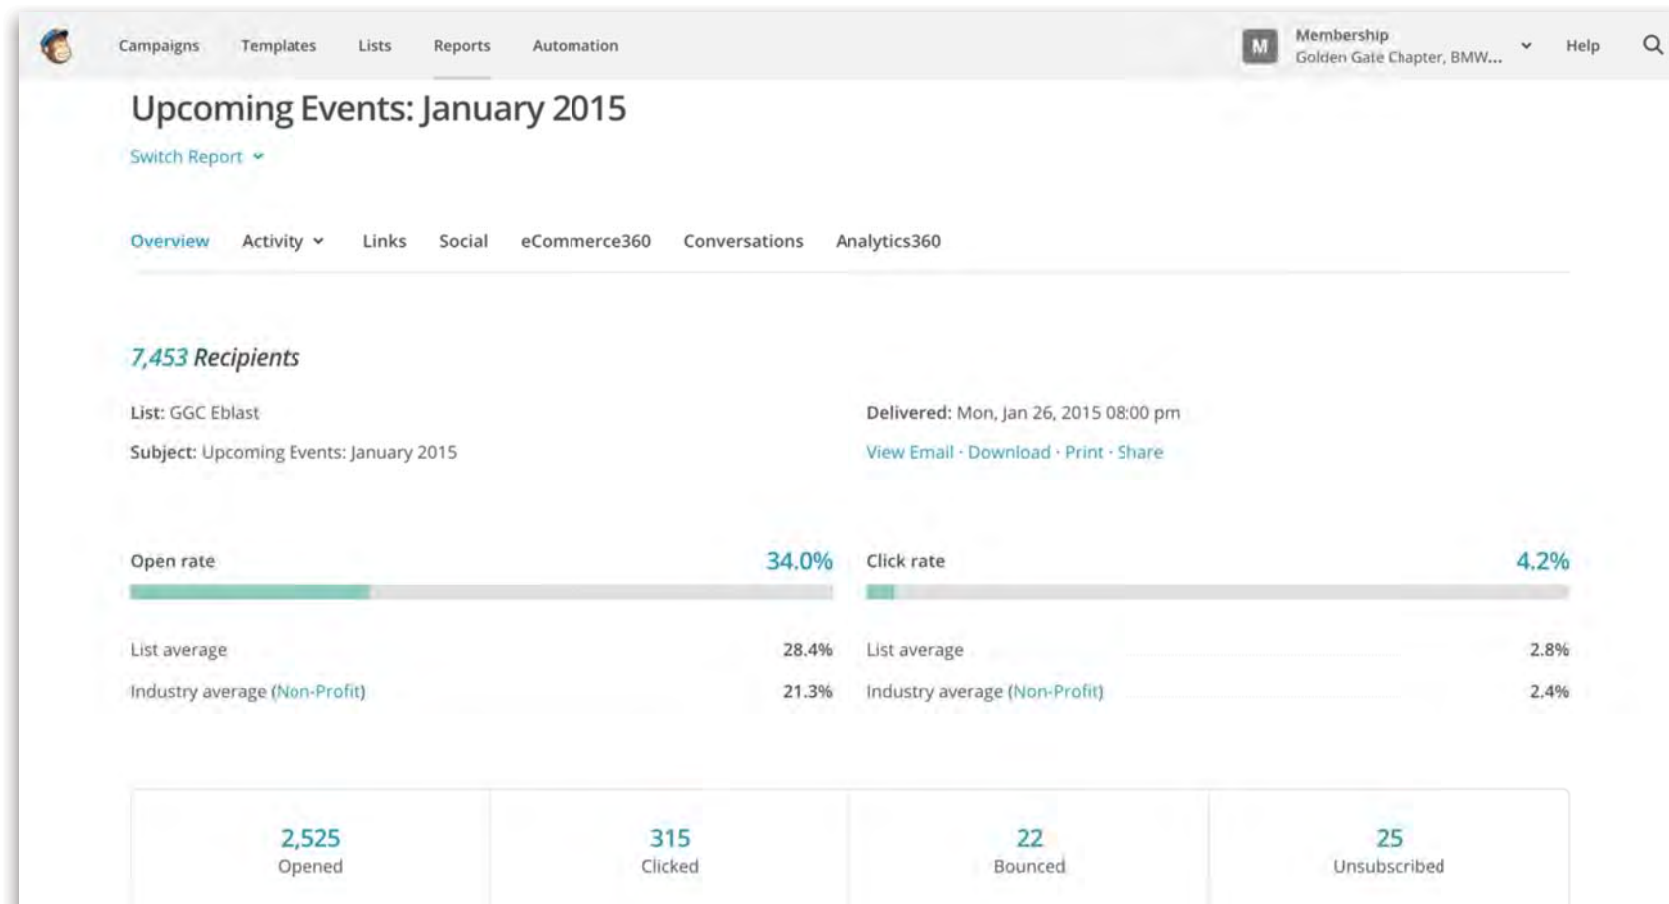 Campaigns Templates Lists Reports Automation
M Membership Help
Golden Gate Chapter, BMW...
Upcoming Events: January 2015
Switch Report
Overview Activity Links Social eCommerce360 Conversations Analytics360
7,453 Recipients
List: GGC Eblast
Delivered: Mon, Jan 26, 2015 08:00 pm
Subject: Upcoming Events: January 2015
View Email · Download · Print · Share
Open rate 34.0%
Click rate 4.2%
List average 28.4%
List average 2.8%
Industry average (Non-Profit) 21.3%
Industry average (Non-Profit) 2.4%
2,525 315 22 25
Opened Clicked Bounced Unsubscribed